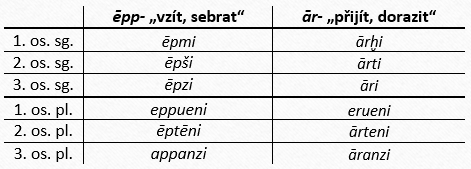 ēpp- „vzít, sebrat“ ār- „přijít, dorazit“
1. os. sg. ēpmi ārḫi
2. os. sg. ēpši ārti
3. os. sg. ēpzi āri
1. os. pl. eppueni erueni
2. os. pl. ēptēni ārteni
3. os. pl. appanzi āranzi